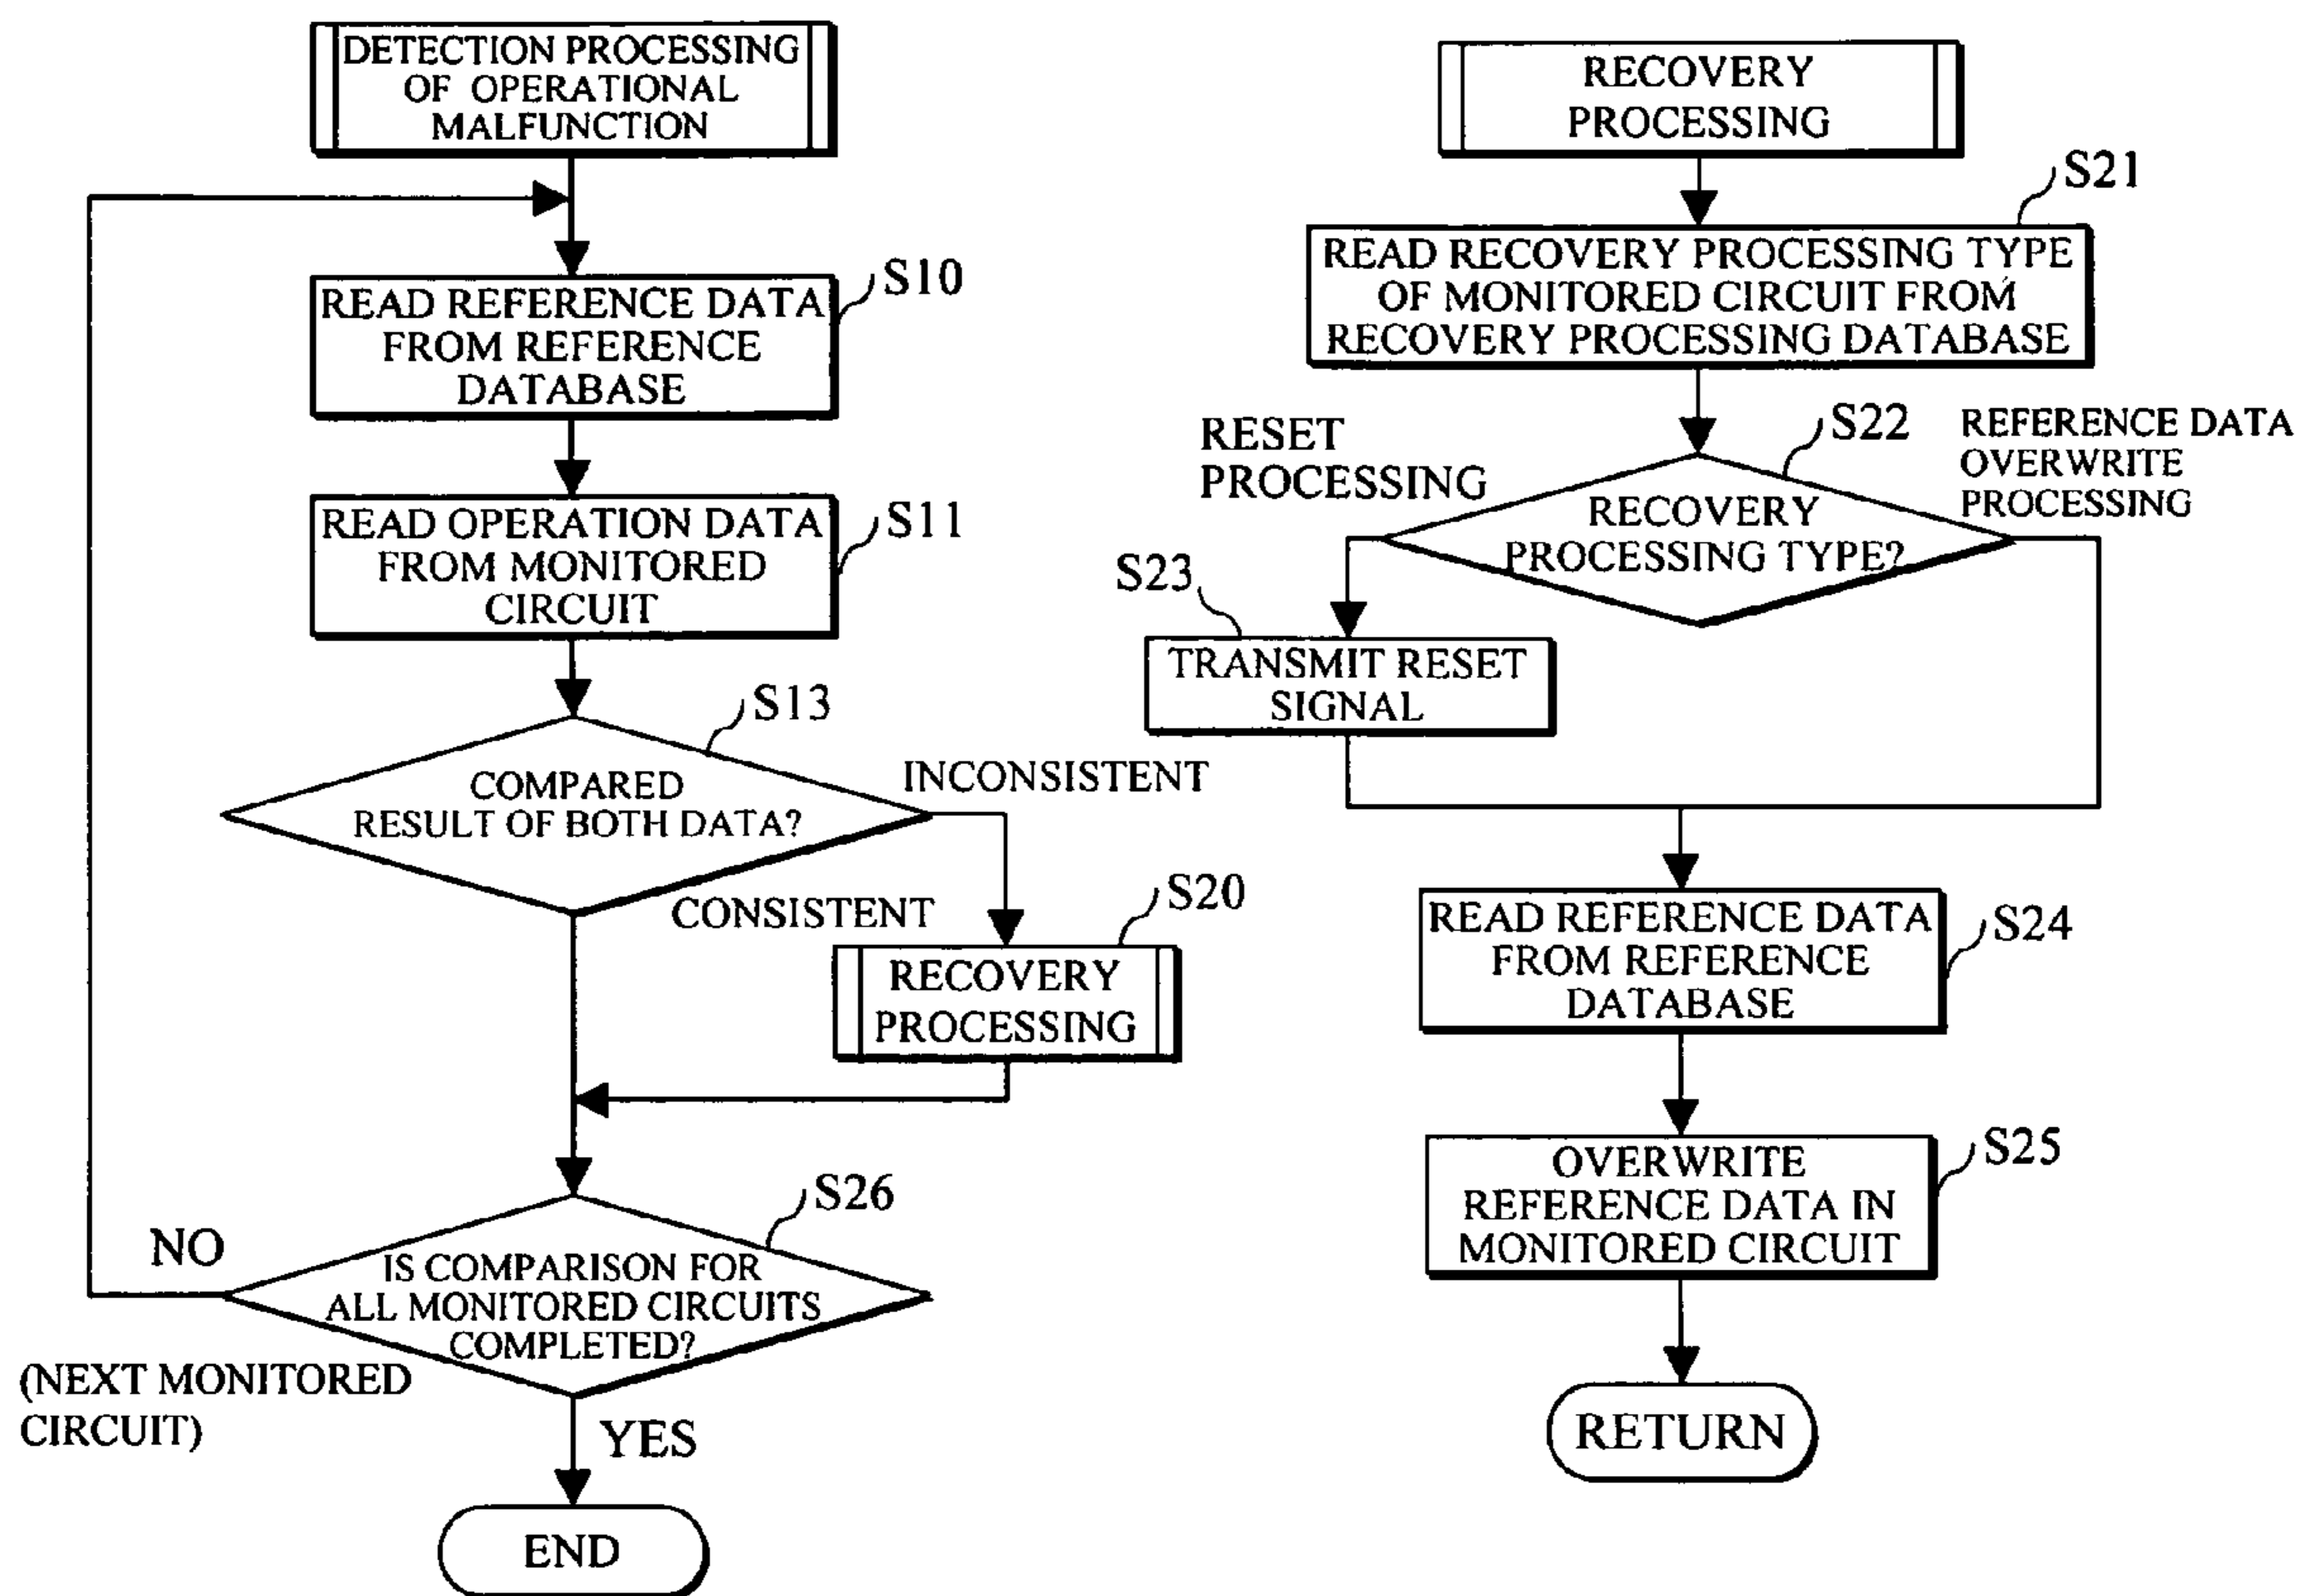 DETECTION PROCESSING
OF OPERATIONAL
MALFUNCTION
S10
READ REFERENCE DATA
FROM REFERENCE
DATABASE
S11
READ OPERATION DATA
FROM MONITORED
CIRCUIT
S13
COMPARED
RESULT OF BOTH DATA?
INCONSISTENT
CONSISTENT
S20
RECOVERY
PROCESSING
S26
IS COMPARISON FOR
ALL MONITORED CIRCUITS
COMPLETED?
NO
(NEXT MONITORED
CIRCUIT)
YES
END
RECOVERY
PROCESSING
S21
READ RECOVERY PROCESSING TYPE
OF MONITORED CIRCUIT FROM
RECOVERY PROCESSING DATABASE
S22
RECOVERY
PROCESSING TYPE?
RESET
PROCESSING
REFERENCE DATA
OVERWRITE
PROCESSING
S23
TRANSMIT RESET
SIGNAL
S24
READ REFERENCE DATA
FROM REFERENCE
DATABASE
S25
OVERWRITE
REFERENCE DATA IN
MONITORED CIRCUIT
RETURN